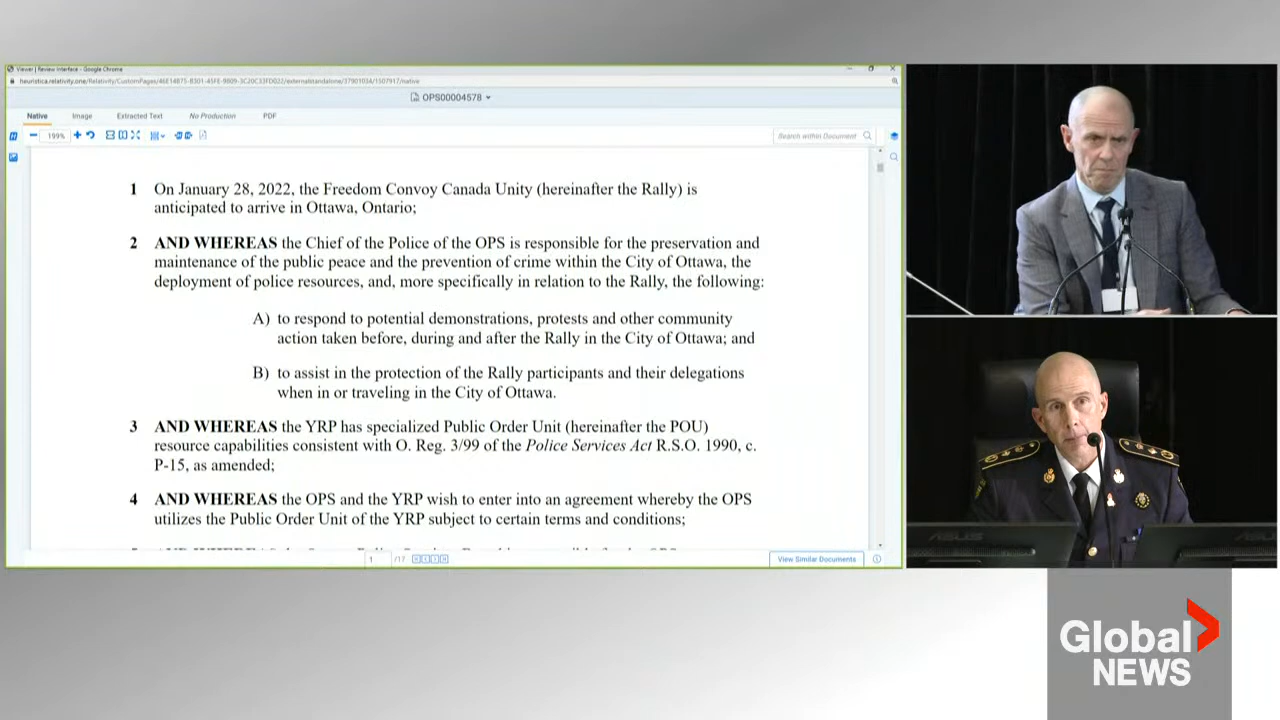 Viewer | Review Interface - Google Chrome
OPS00004578
Native Image Extracted Text No Production PDF
199%
Search within Document
1 On January 28, 2022, the Freedom Convoy Canada Unity (hereinafter the Rally) is
anticipated to arrive in Ottawa, Ontario;
2 AND WHEREAS the Chief of the Police of the OPS is responsible for the preservation and
maintenance of the public peace and the prevention of crime within the City of Ottawa, the
deployment of police resources, and, more specifically in relation to the Rally, the following:
A) to respond to potential demonstrations, protests and other community
action taken before, during and after the Rally in the City of Ottawa; and
B) to assist in the protection of the Rally participants and their delegations
when in or traveling in the City of Ottawa.
3 AND WHEREAS the YRP has specialized Public Order Unit (hereinafter the POU)
resource capabilities consistent with O. Reg. 3/99 of the Police Services Act R.S.O. 1990, c.
P-15, as amended;
4 AND WHEREAS the OPS and the YRP wish to enter into an agreement whereby the OPS
utilizes the Public Order Unit of the YRP subject to certain terms and conditions;
1 /17
View Similar Documents
ASUS
Global
NEWS